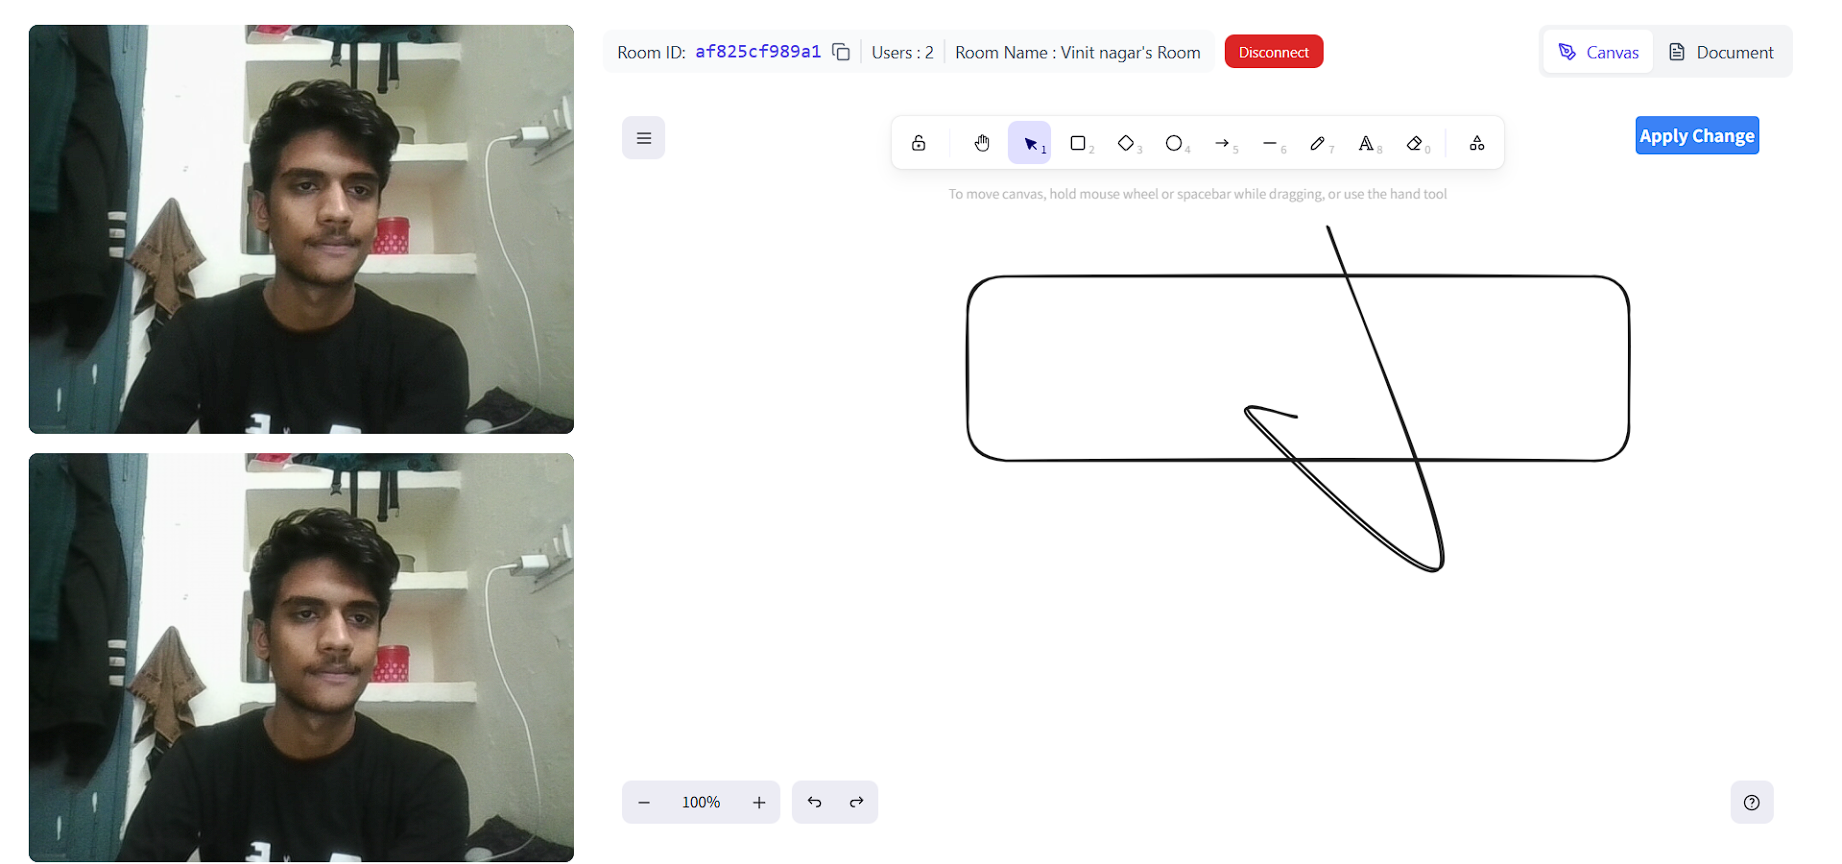 Room ID: af825cf989a1 Users : 2 Room Name : Vinit nagar's Room Disconnect Canvas Document
1 2 3 4 5 6 7 A 8 0 Apply Change
To move canvas, hold mouse wheel or spacebar while dragging, or use the hand tool
100%